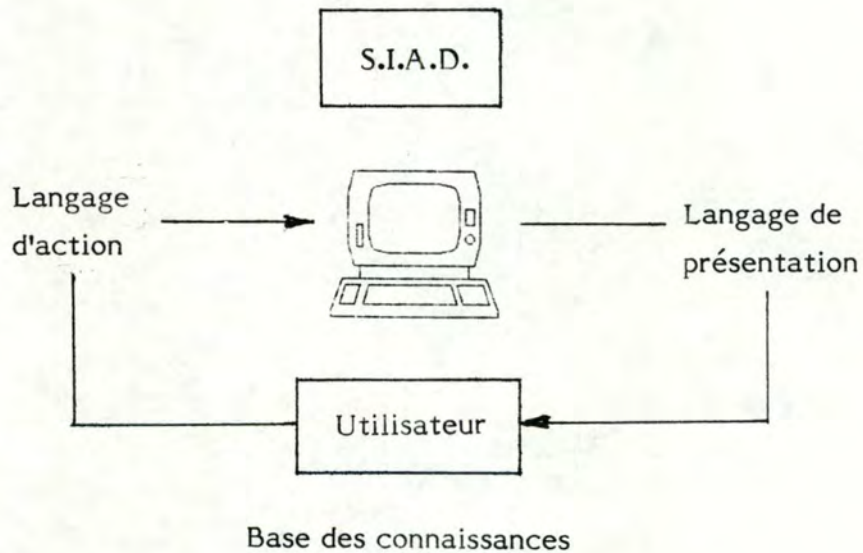 S.I.A.D.
Langage
d'action
Langage de
présentation
Utilisateur
Base des connaissances